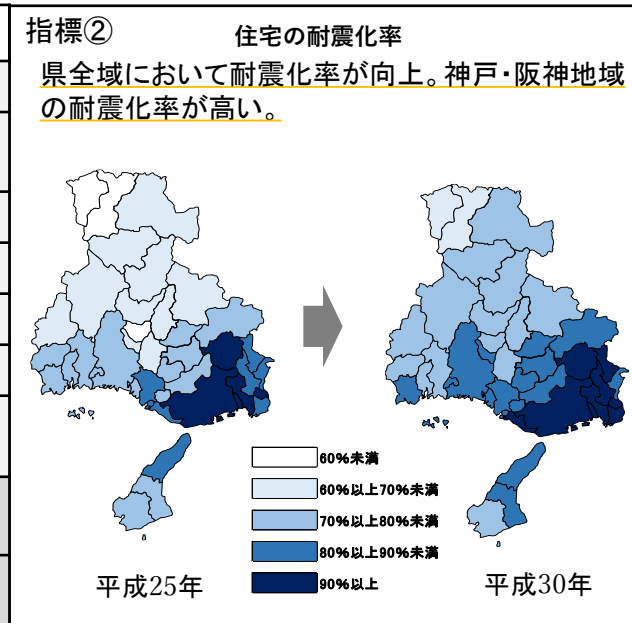 指標②
住宅の耐震化率
県全域において耐震化率が向上。神戸・阪神地域
の耐震化率が高い。
60%未満
60%以上70%未満
70%以上80%未満
80%以上90%未満
90%以上
平成25年
平成30年